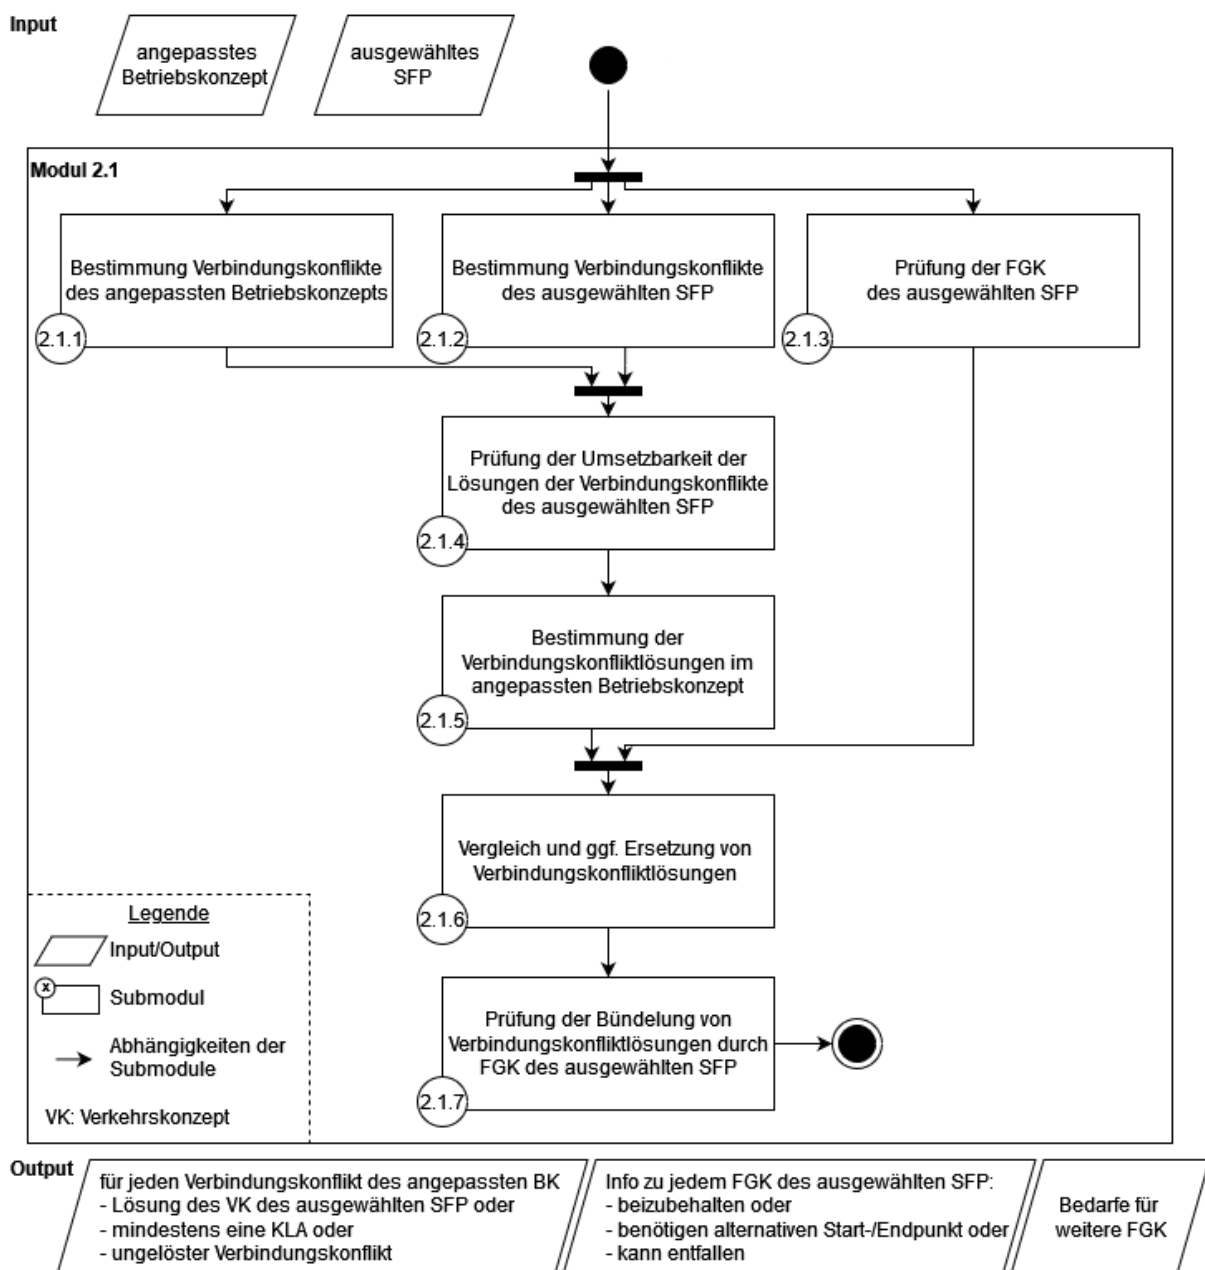 Input
angepasstes
Betriebskonzept
ausgewähltes
SFP
Modul 2.1
Bestimmung Verbindungskonflikte
des angepassten Betriebskonzepts
2.1.1
Bestimmung Verbindungskonflikte
des ausgewählten SFP
2.1.2
Prüfung der FGK
des ausgewählten SFP
2.1.3
Prüfung der Umsetzbarkeit der
Lösungen der Verbindungskonflikte
des ausgewählten SFP
2.1.4
Bestimmung der
Verbindungskonfliktlösungen im
angepassten Betriebskonzept
2.1.5
Vergleich und ggf. Ersetzung von
Verbindungskonfliktlösungen
2.1.6
Prüfung der Bündelung von
Verbindungskonfliktlösungen durch
FGK des ausgewählten SFP
2.1.7
Legende
Input/Output
x
Submodul
Abhängigkeiten der
Submodule
VK: Verkehrskonzept
Output
für jeden Verbindungskonflikt des angepassten BK
- Lösung des VK des ausgewählten SFP oder
- mindestens eine KLA oder
- ungelöster Verbindungskonflikt
Info zu jedem FGK des ausgewählten SFP:
- beizubehalten oder
- benötigen alternativen Start-/Endpunkt oder
- kann entfallen
Bedarfe für
weitere FGK